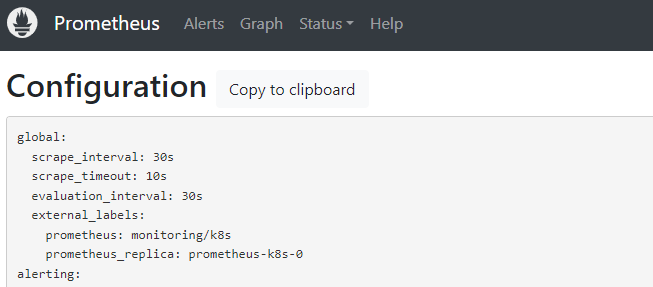 Prometheus Alerts Graph Status Help
Configuration Copy to clipboard
global:
  scrape_interval: 30s
  scrape_timeout: 10s
  evaluation_interval: 30s
  external_labels:
    prometheus: monitoring/k8s
    prometheus_replica: prometheus-k8s-0
alerting: